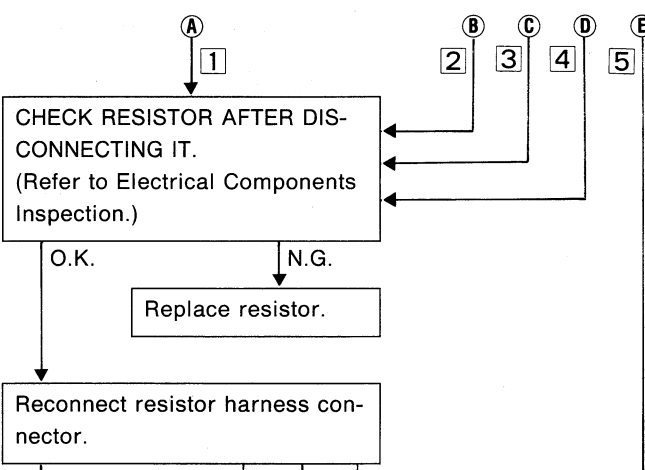 A B C D E
1 2 3 4 5
CHECK RESISTOR AFTER DIS-
CONNECTING IT.
(Refer to Electrical Components
Inspection.)
O.K. N.G.
Replace resistor.
Reconnect resistor harness con-
nector.